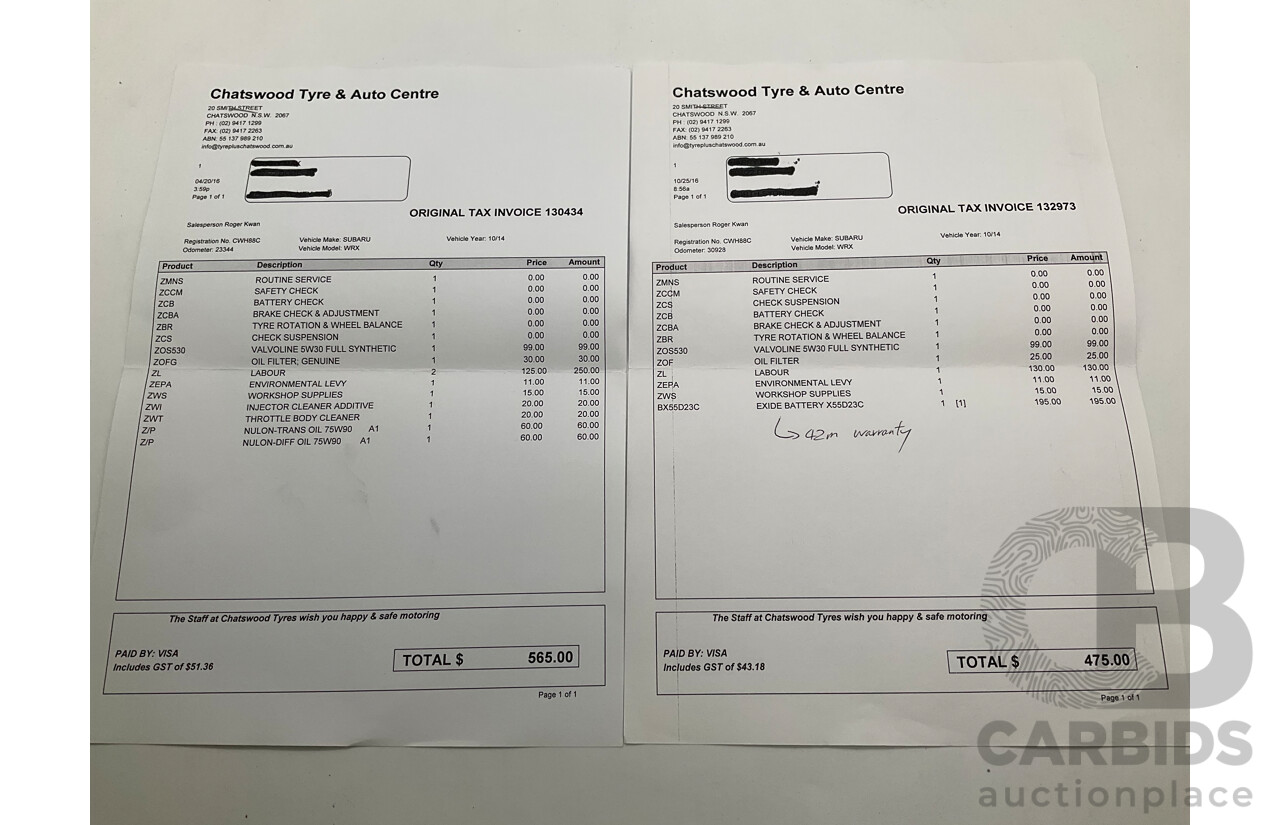 Chatswood Tyre & Auto Centre
20 SMITH STREET
CHATSWOOD N.S.W. 2067
PH : (02) 9417 1299
FAX: (02) 9417 2263
ABN: 55 137 989 210
info@tyrepluschatswood.com.au
1
04/20/16
3:59p
Page 1 of 1
ORIGINAL TAX INVOICE 130434
Salesperson Roger Kwan
Registration No. CWH88C Vehicle Make: SUBARU Vehicle Year: 10/14
Odometer: 23344 Vehicle Model: WRX
Product Description Qty Price Amount
ZMNS ROUTINE SERVICE 1 0.00 0.00
ZCCM SAFETY CHECK 1 0.00 0.00
ZCB BATTERY CHECK 1 0.00 0.00
ZCBA BRAKE CHECK & ADJUSTMENT 1 0.00 0.00
ZBR TYRE ROTATION & WHEEL BALANCE 1 0.00 0.00
ZCS CHECK SUSPENSION 1 0.00 0.00
ZOS530 VALVOLINE 5W30 FULL SYNTHETIC 1 99.00 99.00
ZOFG OIL FILTER; GENUINE 1 30.00 30.00
ZL LABOUR 2 125.00 250.00
ZEPA ENVIRONMENTAL LEVY 1 11.00 11.00
ZWS WORKSHOP SUPPLIES 1 15.00 15.00
ZWI INJECTOR CLEANER ADDITIVE 1 20.00 20.00
ZWT THROTTLE BODY CLEANER 1 20.00 20.00
Z/P NULON-TRANS OIL 75W90 A1 1 60.00 60.00
Z/P NULON-DIFF OIL 75W90 A1 1 60.00 60.00
The Staff at Chatswood Tyres wish you happy & safe motoring
PAID BY: VISA
Includes GST of $51.36
TOTAL $ 565.00
Page 1 of 1
Chatswood Tyre & Auto Centre
20 SMITH STREET
CHATSWOOD N.S.W. 2067
PH : (02) 9417 1299
FAX: (02) 9417 2263
ABN: 55 137 989 210
info@tyrepluschatswood.com.au
1
10/25/16
8:56a
Page 1 of 1
ORIGINAL TAX INVOICE 132973
Salesperson Roger Kwan
Registration No. CWH88C Vehicle Make: SUBARU Vehicle Year: 10/14
Odometer: 30928 Vehicle Model: WRX
Product Description Qty Price Amount
ZMNS ROUTINE SERVICE 1 0.00 0.00
ZCCM SAFETY CHECK 1 0.00 0.00
ZCS CHECK SUSPENSION 1 0.00 0.00
ZCB BATTERY CHECK 1 0.00 0.00
ZCBA BRAKE CHECK & ADJUSTMENT 1 0.00 0.00
ZBR TYRE ROTATION & WHEEL BALANCE 1 0.00 0.00
ZOS530 VALVOLINE 5W30 FULL SYNTHETIC 1 99.00 99.00
ZOF OIL FILTER 1 25.00 25.00
ZL LABOUR 1 130.00 130.00
ZEPA ENVIRONMENTAL LEVY 1 11.00 11.00
ZWS WORKSHOP SUPPLIES 1 15.00 15.00
BX55D23C EXIDE BATTERY X55D23C 1 [1] 195.00 195.00
42m warranty
The Staff at Chatswood Tyres wish you happy & safe motoring
PAID BY: VISA
Includes GST of $43.18
TOTAL $ 475.00
Page 1 of 1
CB
CARBIDS
auctionplace